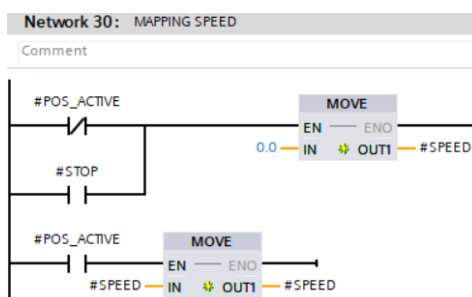 Network 30: MAPPING SPEED
Comment
#POS_ACTIVE
MOVE
EN ENO
0.0 IN OUT1 #SPEED
#STOP
#POS_ACTIVE
MOVE
EN ENO
#SPEED IN OUT1 #SPEED